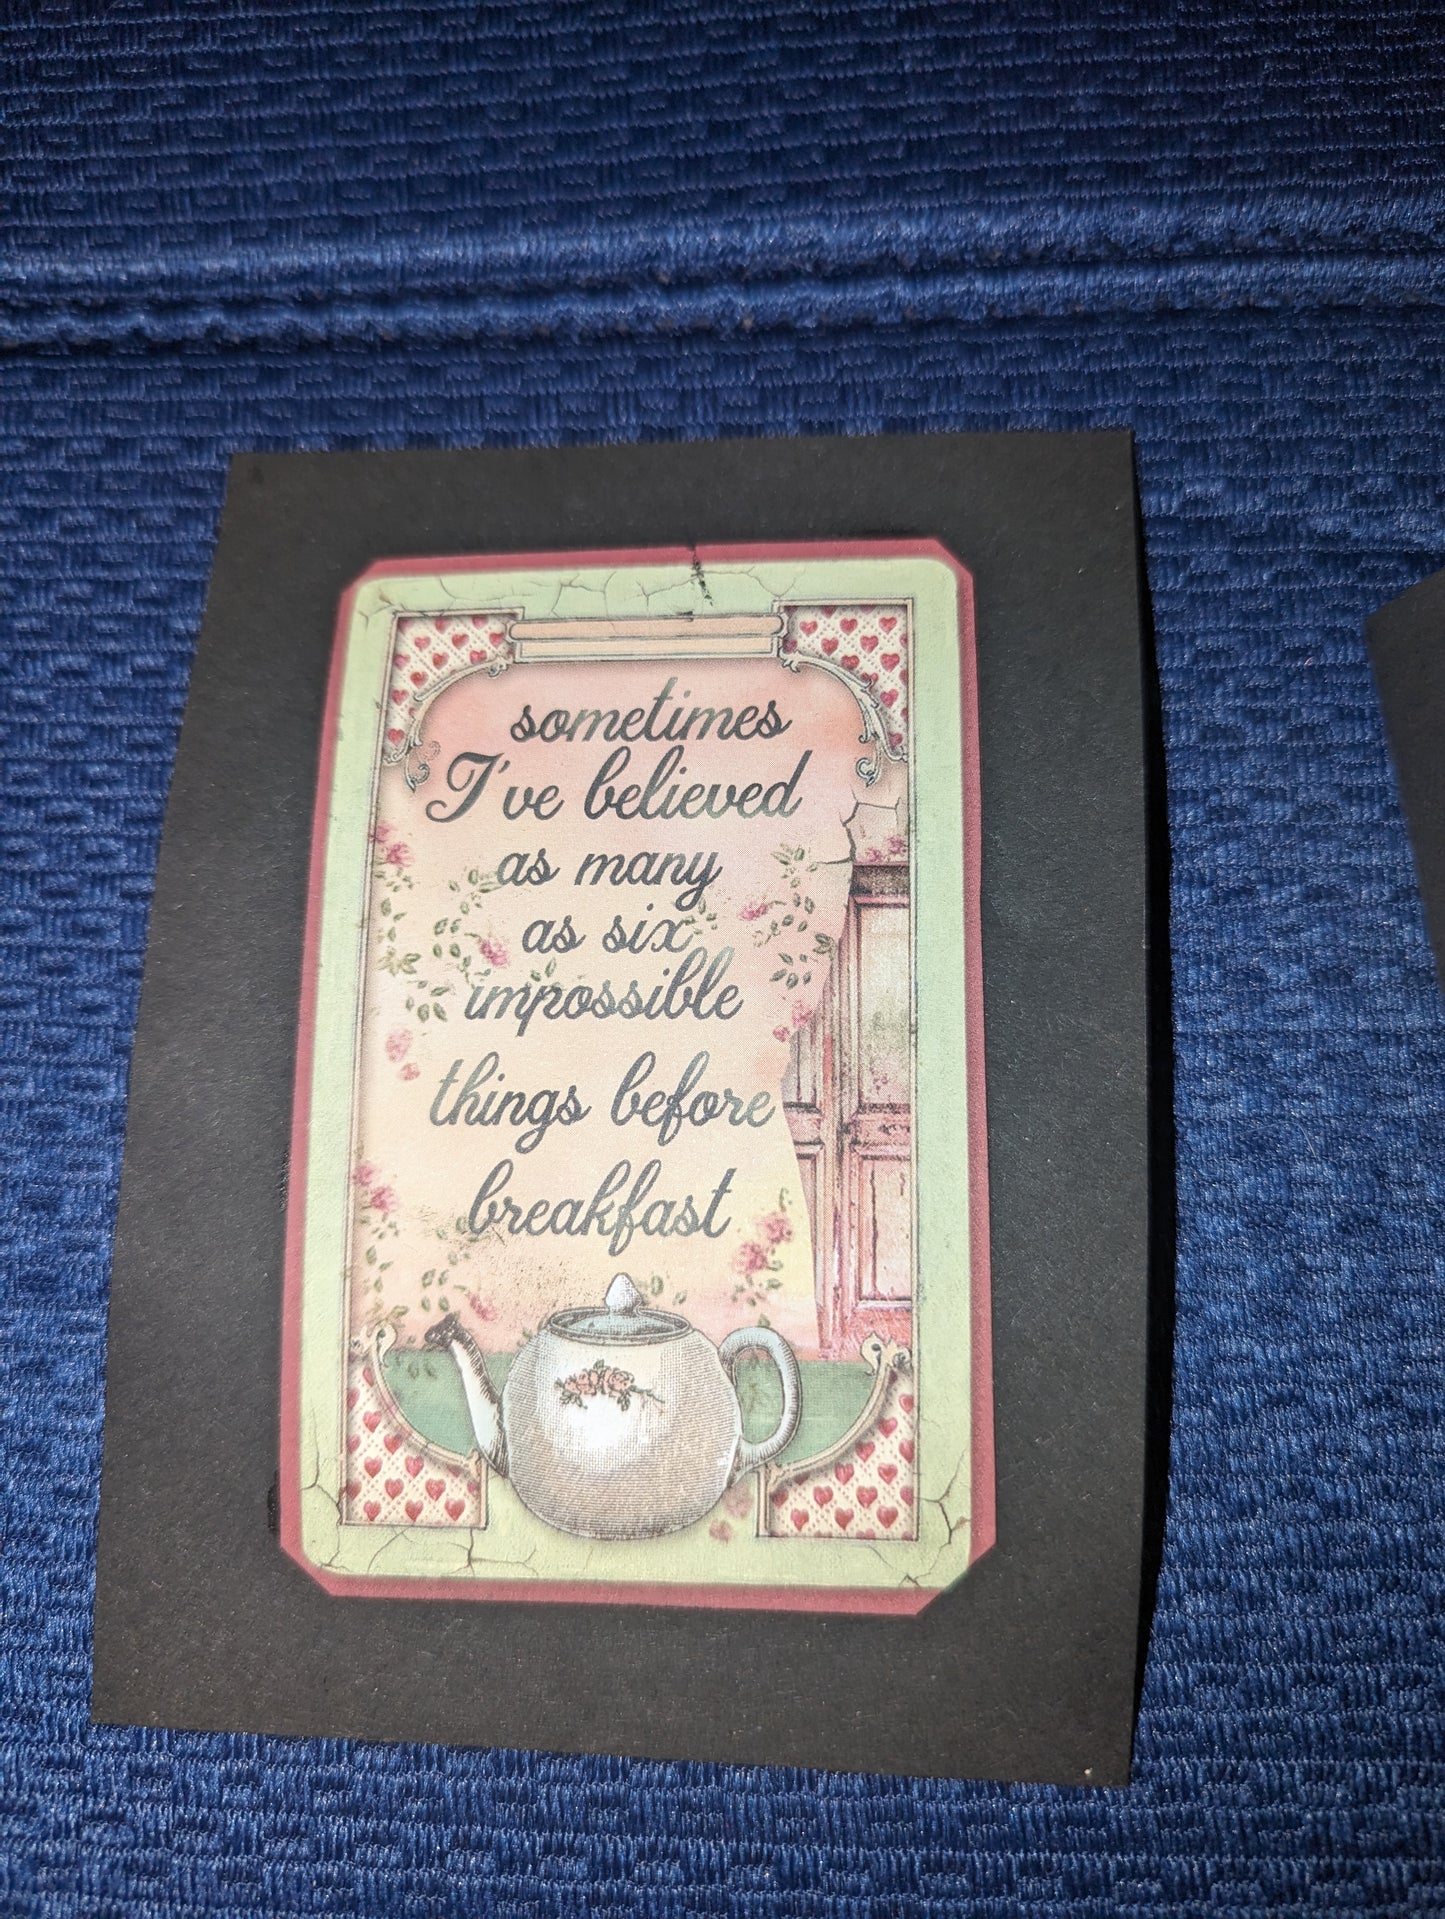 sometimes
I've believed
as many
as six
impossible
things before
breakfast